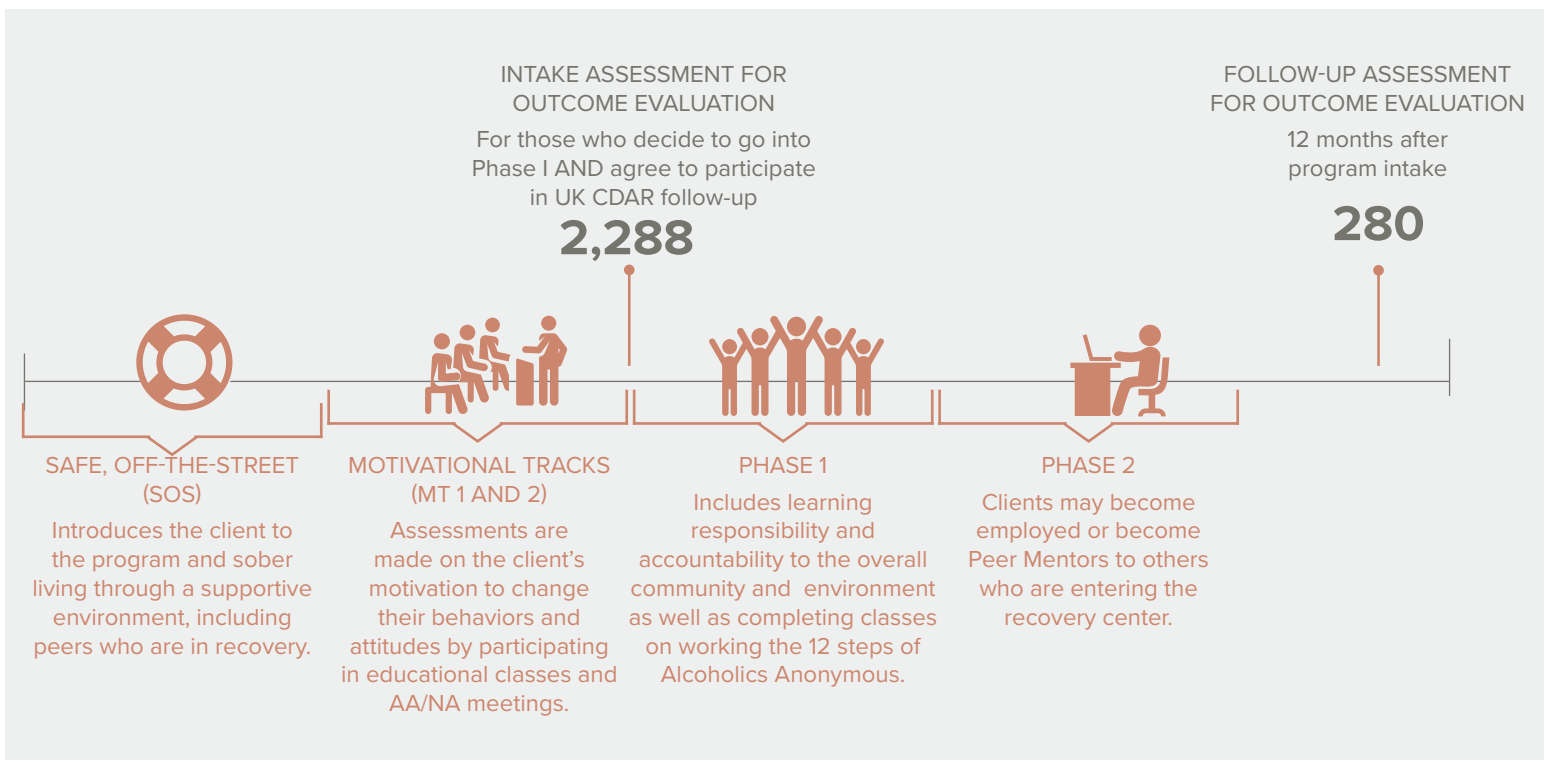 INTAKE ASSESSMENT FOR
OUTCOME EVALUATION
For those who decide to go into
Phase I AND agree to participate
in UK CDAR follow-up
2,288
FOLLOW-UP ASSESSMENT
FOR OUTCOME EVALUATION
12 months after
program intake
280
SAFE, OFF-THE-STREET
(SOS)
Introduces the client to
the program and sober
living through a supportive
environment, including
peers who are in recovery.
MOTIVATIONAL TRACKS
(MT 1 AND 2)
Assessments are
made on the client’s
motivation to change
their behaviors and
attitudes by participating
in educational classes and
AA/NA meetings.
PHASE 1
Includes learning
responsibility and
accountability to the overall
community and environment
as well as completing classes
on working the 12 steps of
Alcoholics Anonymous.
PHASE 2
Clients may become
employed or become
Peer Mentors to others
who are entering the
recovery center.